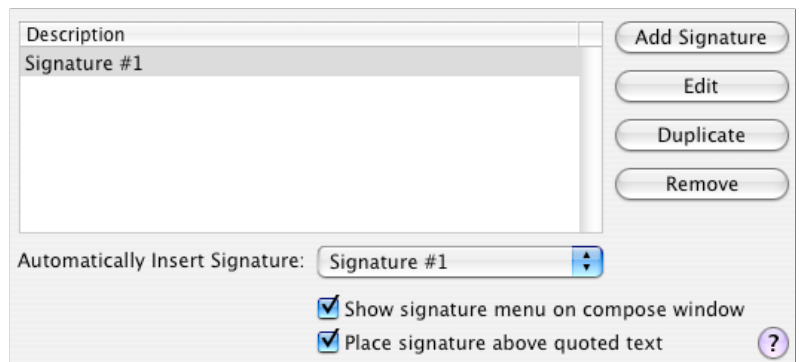 Description
Add Signature
Signature #1
Edit
Duplicate
Remove
Automatically Insert Signature:
Signature #1
Show signature menu on compose window
Place signature above quoted text
?